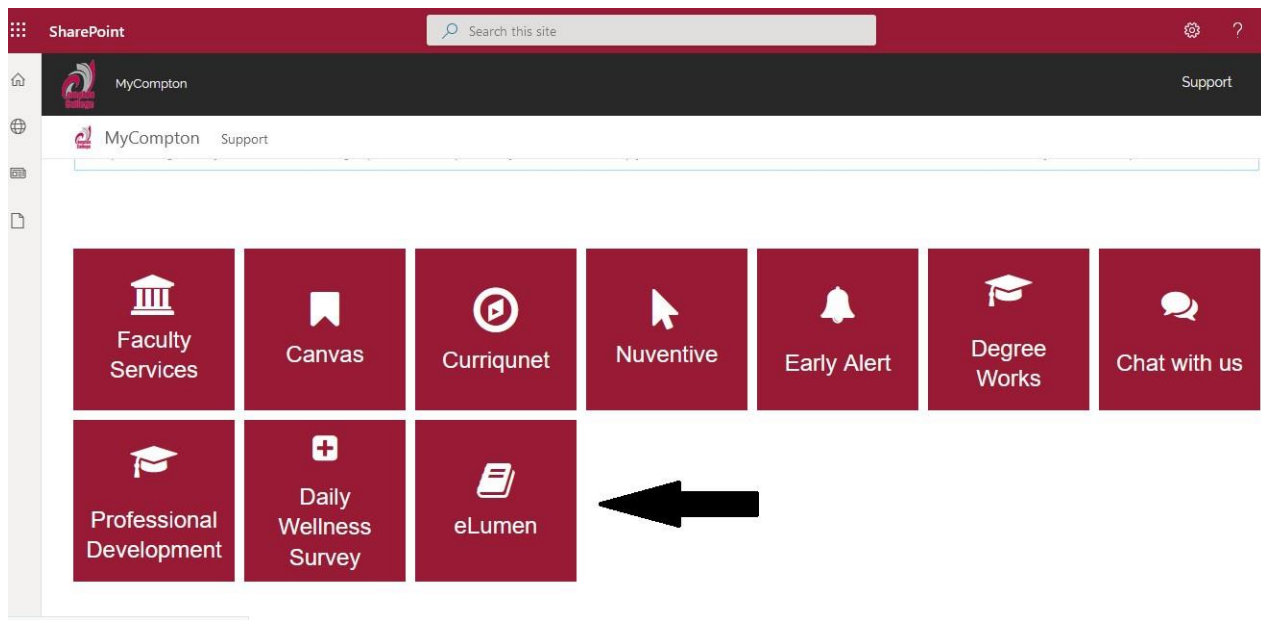 SharePoint
Search this site
?
MyCompton
Support
MyCompton Support
Faculty
Services
Canvas
Curriqunet
Nuventive
Early Alert
Degree
Works
Chat with us
Professional
Development
Daily
Wellness
Survey
eLumen